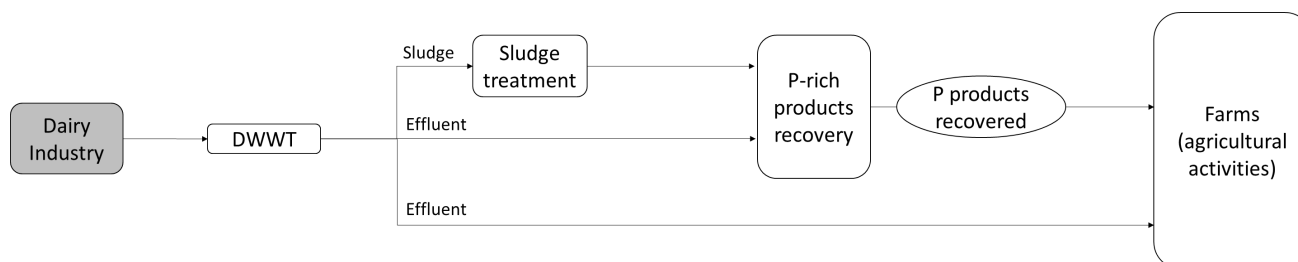 Dairy
Industry
DWWT
Sludge
Effluent
Effluent
Sludge
treatment
P-rich
products
recovery
P products
recovered
Farms
(agricultural
activities)